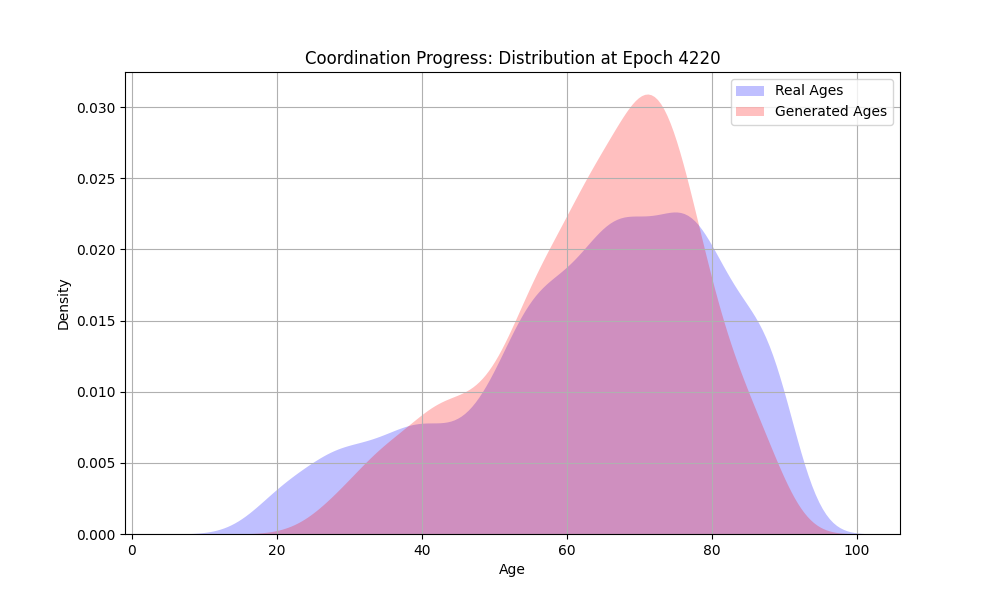 Coordination Progress: Distribution at Epoch 4220
Real Ages
Generated Ages
0.030
0.025
0.020
0.015
0.010
0.005
0.000
Density
0 20 40 60 80 100
Age